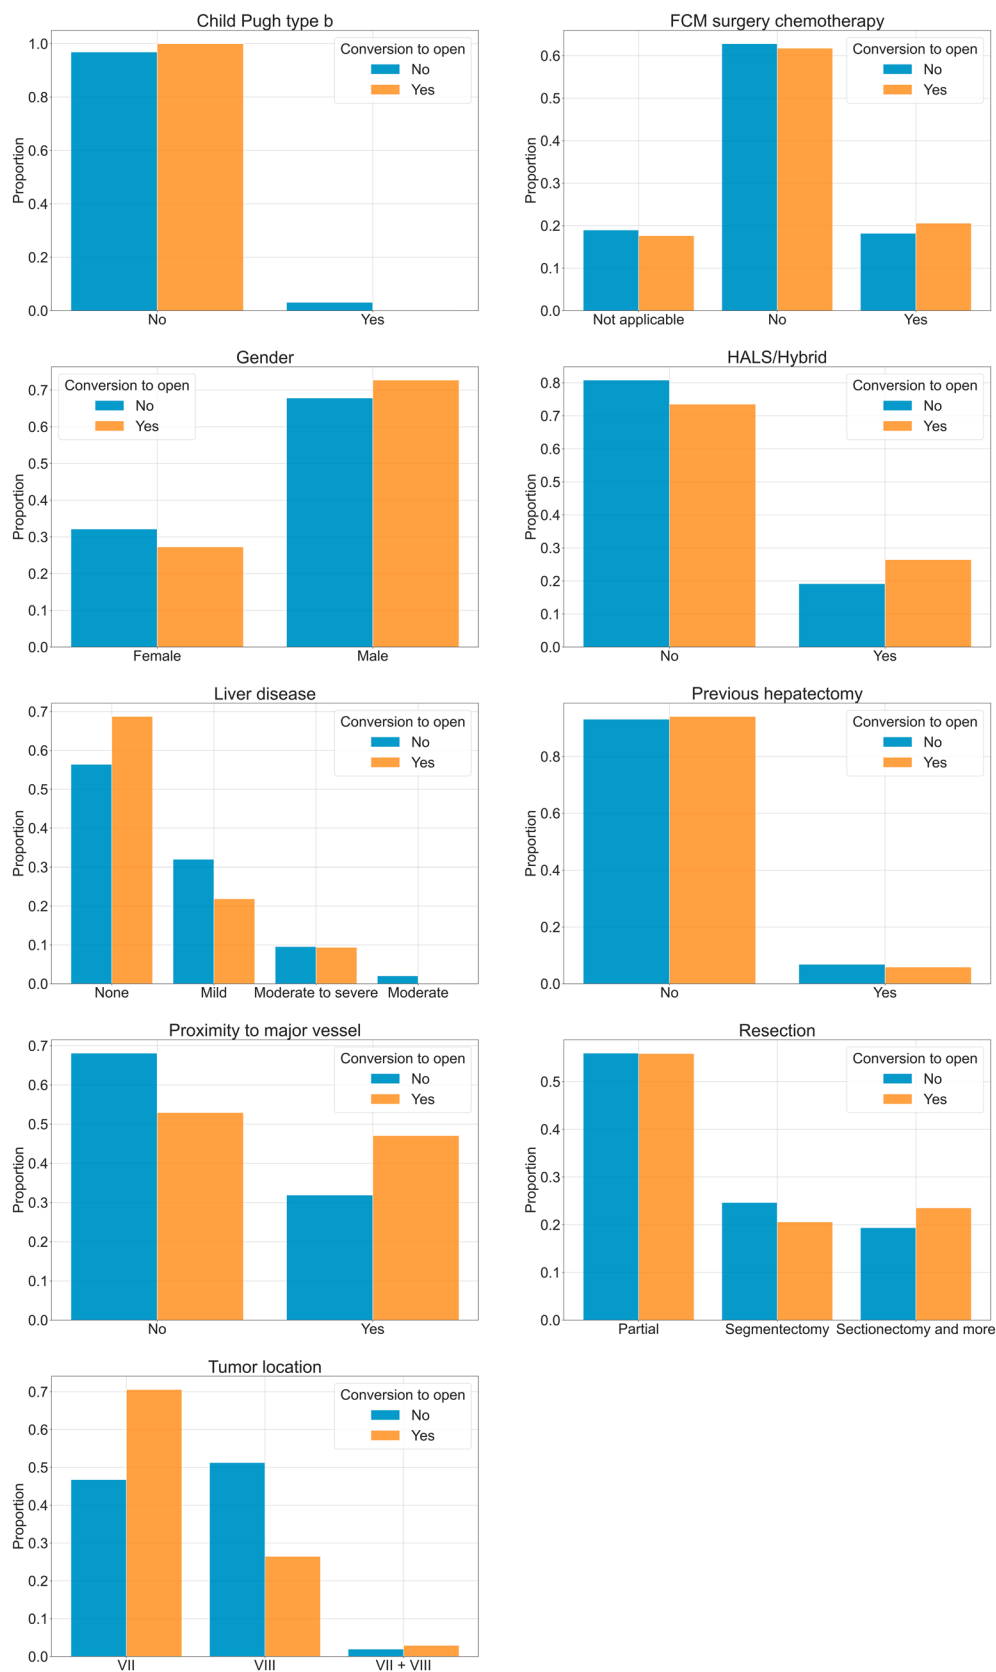 Child Pugh type b
Proportion
1.0
0.8
0.6
0.4
0.2
0.0
Conversion to open
No
Yes
No
Yes
FCM surgery chemotherapy
Proportion
0.6
0.5
0.4
0.3
0.2
0.1
0.0
Conversion to open
No
Yes
Not applicable
No
Yes
Gender
Proportion
0.7
0.6
0.5
0.4
0.3
0.2
0.1
0.0
Conversion to open
No
Yes
Female
Male
HALS/Hybrid
Proportion
0.8
0.7
0.6
0.5
0.4
0.3
0.2
0.1
0.0
Conversion to open
No
Yes
No
Yes
Liver disease
Proportion
0.7
0.6
0.5
0.4
0.3
0.2
0.1
0.0
Conversion to open
No
Yes
None
Mild
Moderate to severe
Moderate
Previous hepatectomy
Proportion
0.8
0.6
0.4
0.2
0.0
Conversion to open
No
Yes
No
Yes
Proximity to major vessel
Proportion
0.7
0.6
0.5
0.4
0.3
0.2
0.1
0.0
Conversion to open
No
Yes
No
Yes
Resection
Proportion
0.5
0.4
0.3
0.2
0.1
0.0
Conversion to open
No
Yes
Partial
Segmentectomy
Sectionectomy and more
Tumor location
Proportion
0.7
0.6
0.5
0.4
0.3
0.2
0.1
0.0
Conversion to open
No
Yes
VII
VIII
VII + VIII